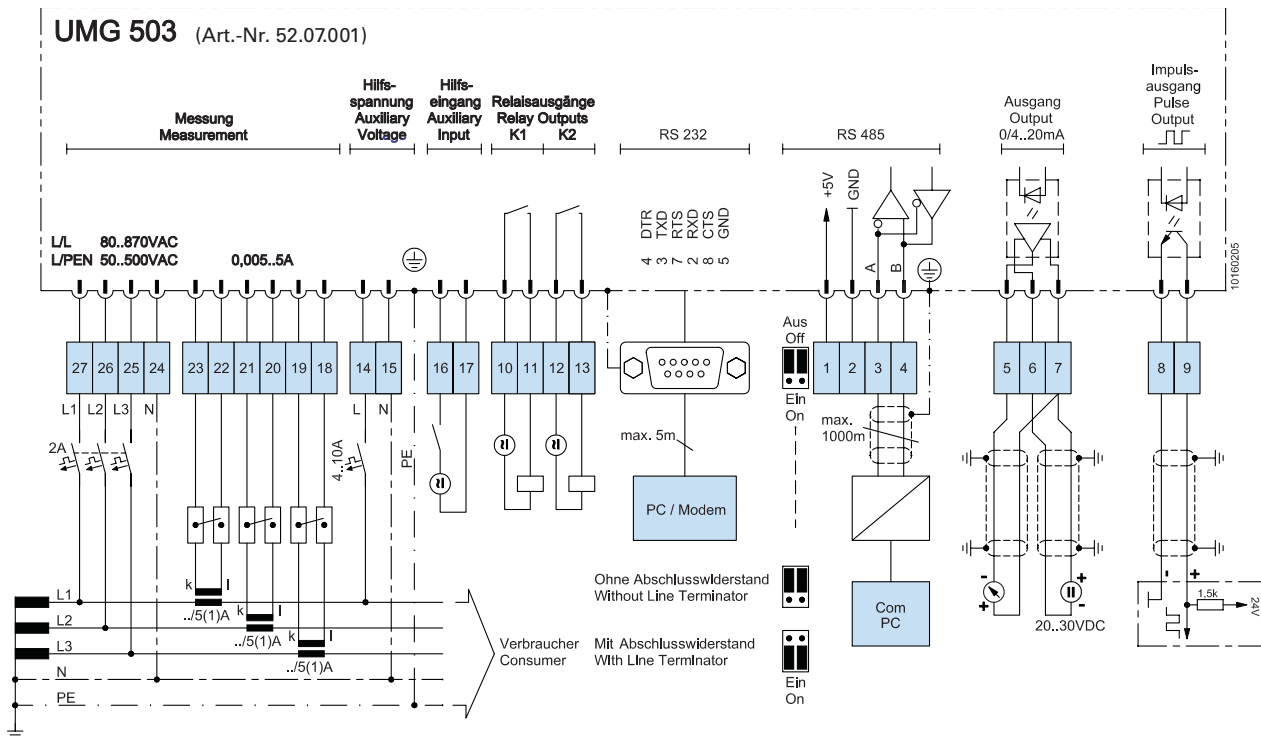 UMG 503 (Art.-Nr. 52.07.001)
Messung
Measurement
Hilfs-
spannung
Auxiliary
Voltage
Hilfs-
eingang
Auxiliary
Input
Relaisausgänge
Relay Outputs
K1 K2
RS 232
RS 485
Ausgang
Output
0/4..20mA
Impuls-
ausgang
Pulse
Output
L/L 80..870VAC
L/PEN 50..500VAC
0,005..5A
4 DTR
3 TXD
7 RTS
2 RXD
8 CTS
5 GND
+5V
GND
A
B
10160205
27 26 25 24
23 22 21 20 19 18
14 15
16 17
10 11 12 13
Aus
Off
Ein
On
1 2 3 4
5 6 7
8 9
L1 L2 L3 N
L N
2A
4..10A
PE
max. 5m
max.
1000m
PC / Modem
Com
PC
Ohne Abschlusswiderstand
Without Line Terminator
Mit Abschlusswiderstand
With Line Terminator
Ein
On
k l
../5(1)A
k l
../5(1)A
k l
../5(1)A
L1
L2
L3
N
PE
Verbraucher
Consumer
-
+
+
-
20..30VDC
- +
1,5k
24V